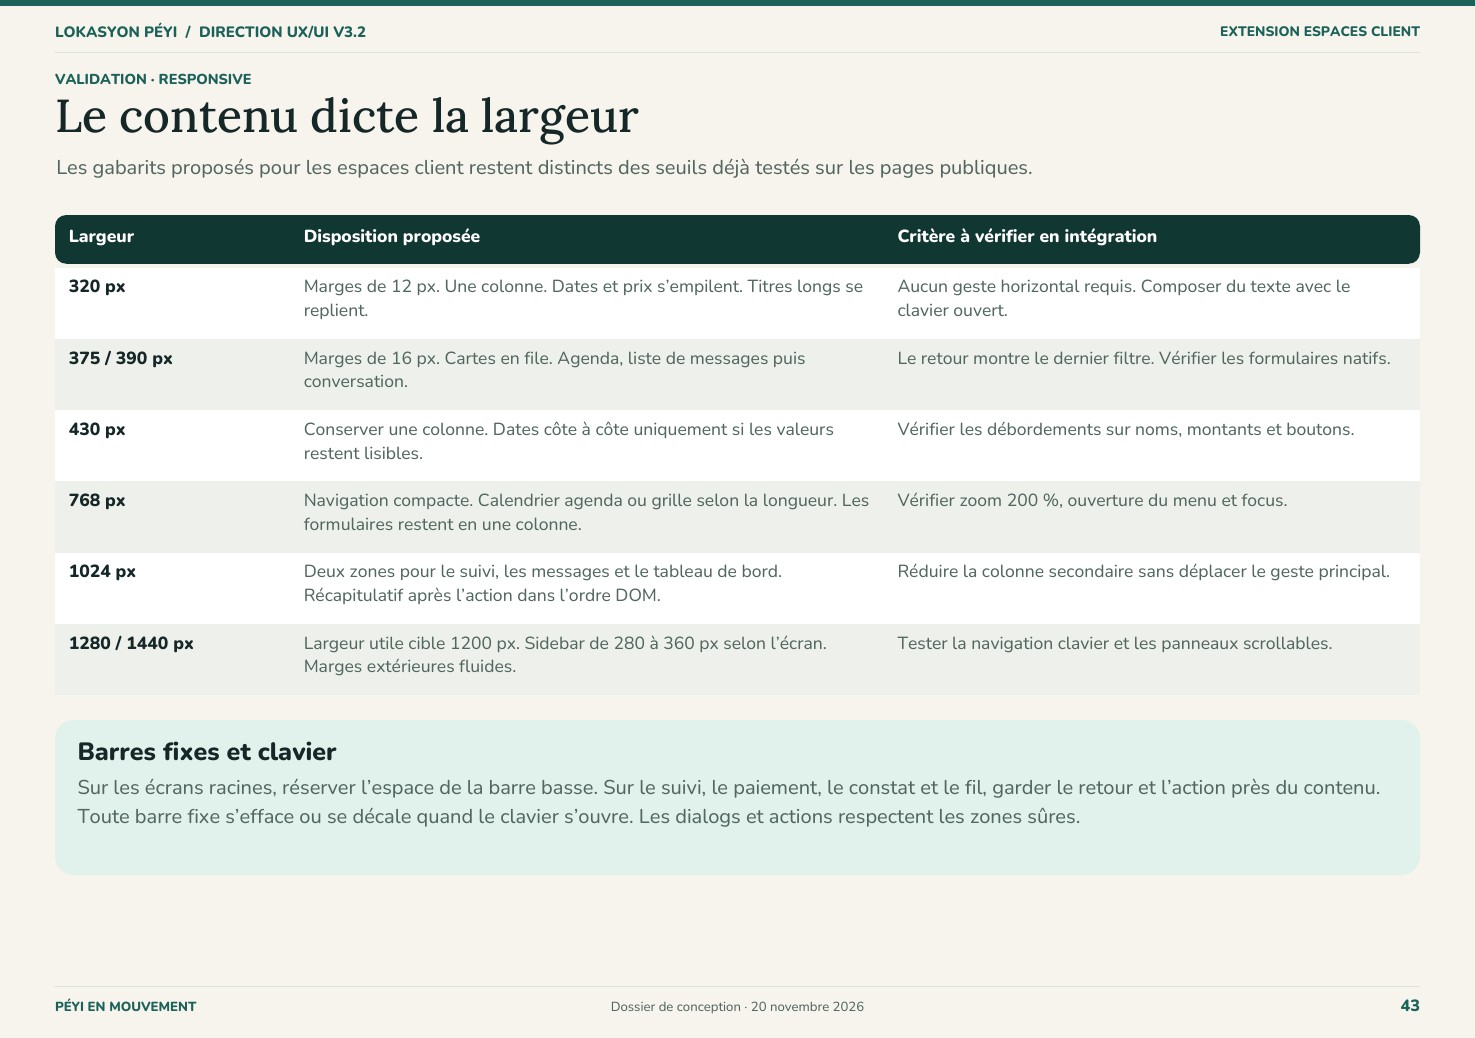 LOKASYON PÉYI / DIRECTION UX/UI V3.2
EXTENSION ESPACES CLIENT
VALIDATION · RESPONSIVE
Le contenu dicte la largeur
Les gabarits proposés pour les espaces client restent distincts des seuils déjà testés sur les pages publiques.
Largeur
Disposition proposée
Critère à vérifier en intégration
320 px
Marges de 12 px. Une colonne. Dates et prix s’empilent. Titres longs se
replient.
Aucun geste horizontal requis. Composer du texte avec le
clavier ouvert.
375 / 390 px
Marges de 16 px. Cartes en file. Agenda, liste de messages puis
conversation.
Le retour montre le dernier filtre. Vérifier les formulaires natifs.
430 px
Conserver une colonne. Dates côte à côte uniquement si les valeurs
restent lisibles.
Vérifier les débordements sur noms, montants et boutons.
768 px
Navigation compacte. Calendrier agenda ou grille selon la longueur. Les
formulaires restent en une colonne.
Vérifier zoom 200 %, ouverture du menu et focus.
1024 px
Deux zones pour le suivi, les messages et le tableau de bord.
Récapitulatif après l’action dans l’ordre DOM.
Réduire la colonne secondaire sans déplacer le geste principal.
1280 / 1440 px
Largeur utile cible 1200 px. Sidebar de 280 à 360 px selon l’écran.
Marges extérieures fluides.
Tester la navigation clavier et les panneaux scrollables.
Barres fixes et clavier
Sur les écrans racines, réserver l’espace de la barre basse. Sur le suivi, le paiement, le constat et le fil, garder le retour et l’action près du contenu.
Toute barre fixe s’efface ou se décale quand le clavier s’ouvre. Les dialogs et actions respectent les zones sûres.
PÉYI EN MOUVEMENT
Dossier de conception · 20 novembre 2026
43